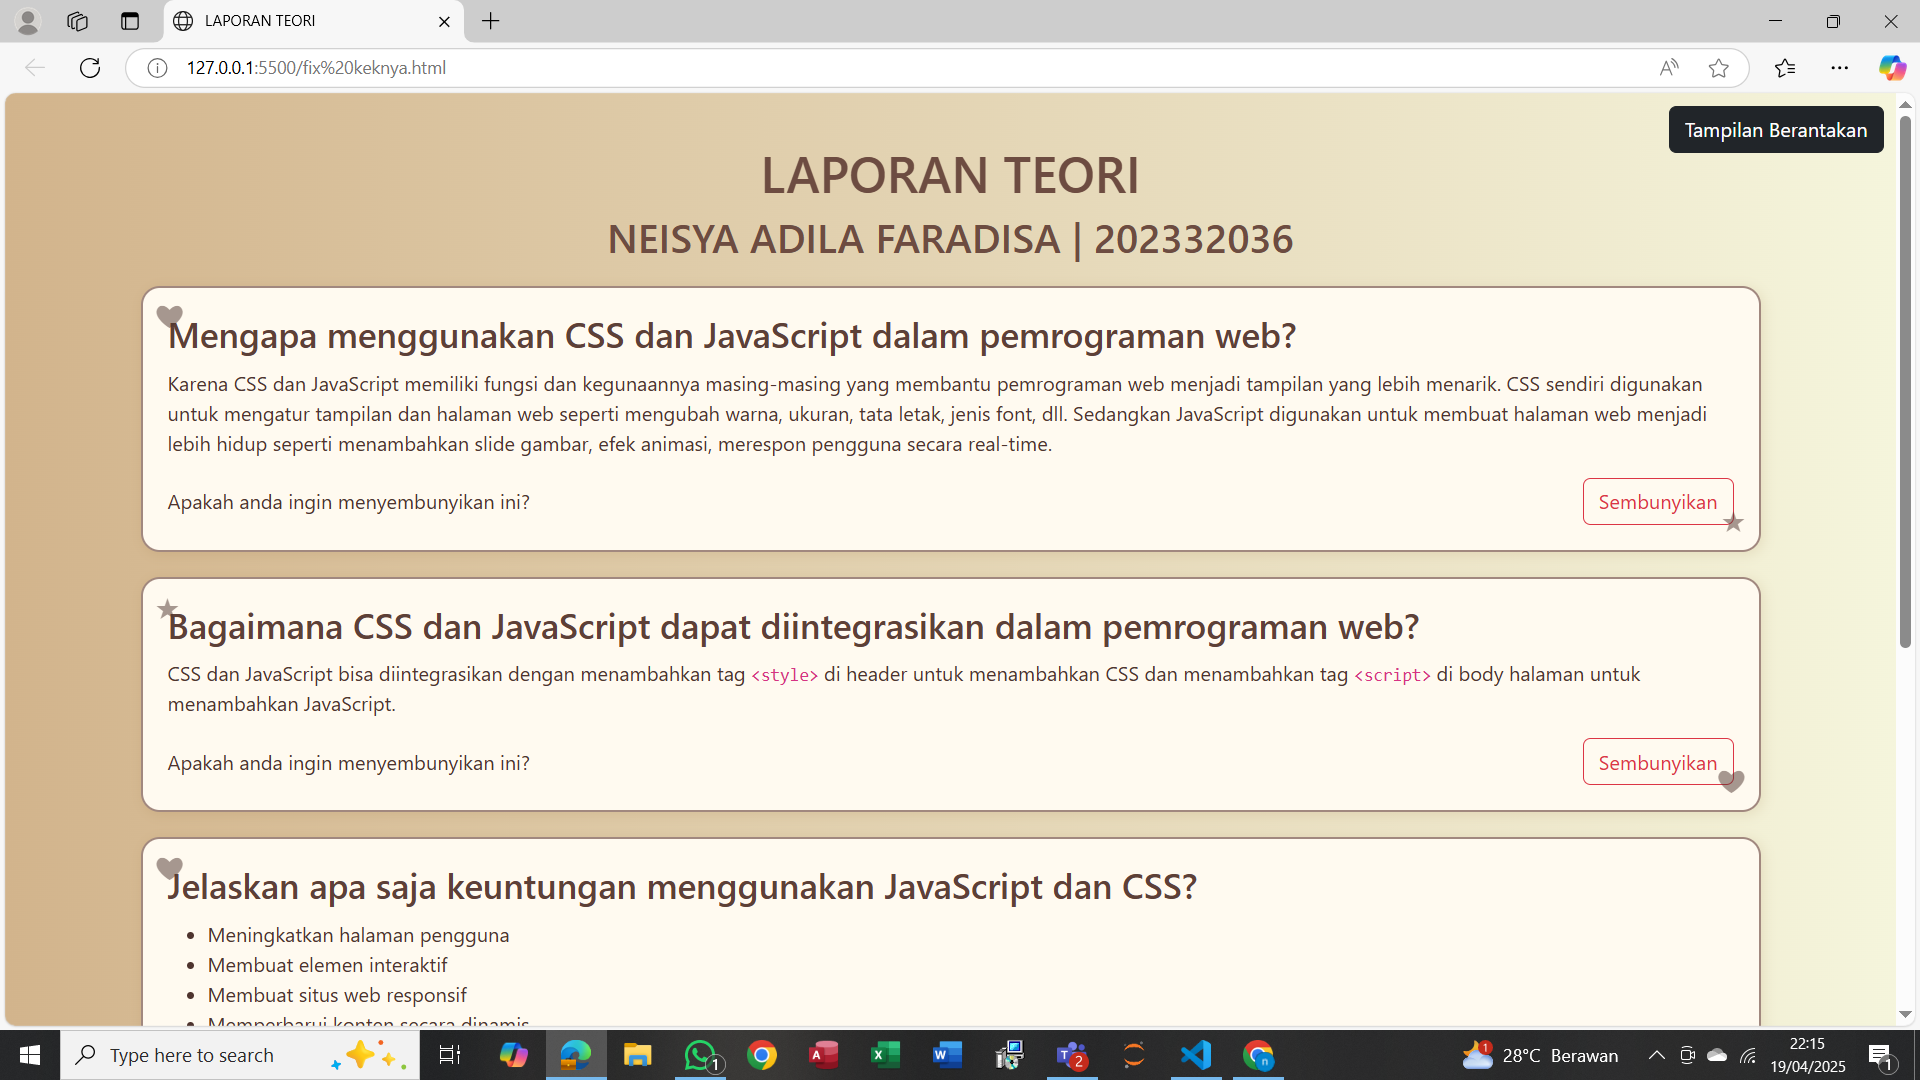 LAPORAN TEORI
127.0.0.1:5500/fix%20keknya.html
Tampilan Berantakan
LAPORAN TEORI
NEISYA ADILA FARADISA | 202332036
Mengapa menggunakan CSS dan JavaScript dalam pemrograman web?
Karena CSS dan JavaScript memiliki fungsi dan kegunaannya masing-masing yang membantu pemrograman web menjadi tampilan yang lebih menarik. CSS sendiri digunakan
untuk mengatur tampilan dan halaman web seperti mengubah warna, ukuran, tata letak, jenis font, dll. Sedangkan JavaScript digunakan untuk membuat halaman web menjadi
lebih hidup seperti menambahkan slide gambar, efek animasi, merespon pengguna secara real-time.
Apakah anda ingin menyembunyikan ini?
Sembunyikan
Bagaimana CSS dan JavaScript dapat diintegrasikan dalam pemrograman web?
CSS dan JavaScript bisa diintegrasikan dengan menambahkan tag <style> di header untuk menambahkan CSS dan menambahkan tag <script> di body halaman untuk
menambahkan JavaScript.
Apakah anda ingin menyembunyikan ini?
Sembunyikan
Jelaskan apa saja keuntungan menggunakan JavaScript dan CSS?
Meningkatkan halaman pengguna
Membuat elemen interaktif
Membuat situs web responsif
Memperbarui konten secara dinamis
Type here to search
1
2
1
28°C Berawan
22:15
19/04/2025
1